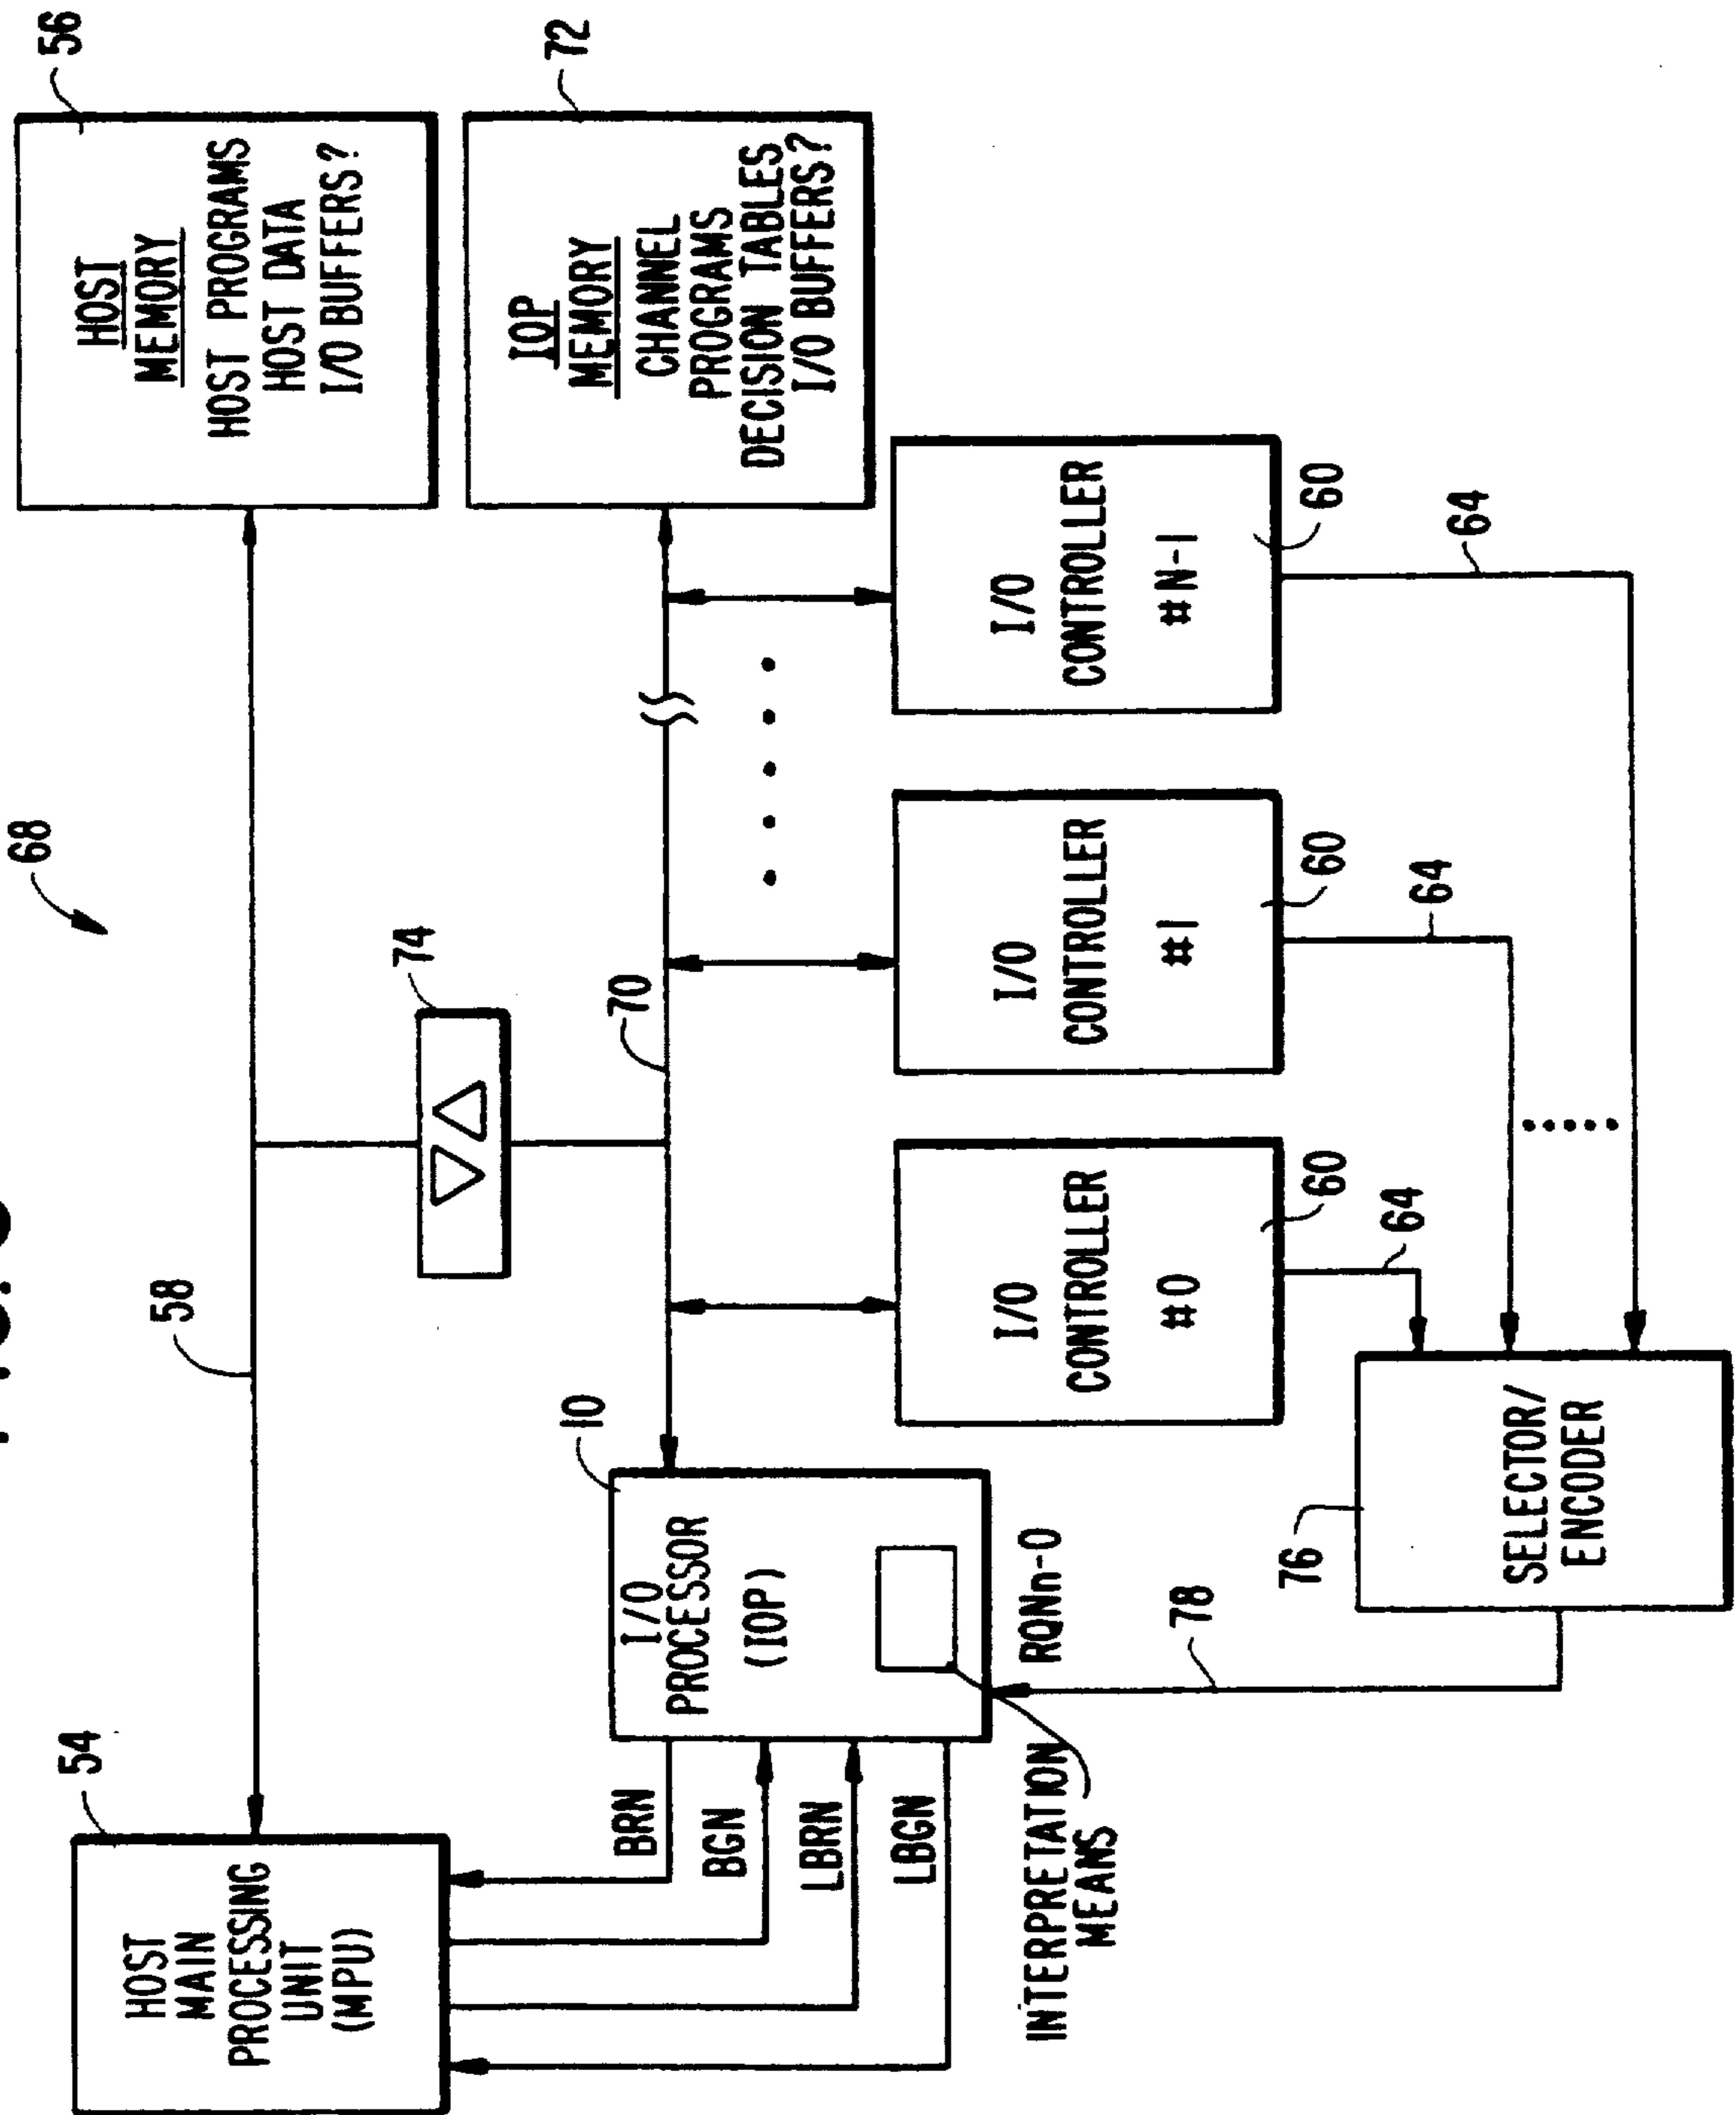 68
54
HOST
MAIN
PROCESSING
UNIT
(MPU)
58
56
HOST
MEMORY
HOST PROGRAMS
HOST DATA
I/O BUFFERS?
74
BRN
BGN
LBRN
LBGN
10
I/O
PROCESSOR
(IOP)
INTERPRETATION
MEANS
RQNn-0
70
72
IOP
MEMORY
CHANNEL
PROGRAMS
DECISION TABLES
I/O BUFFERS?
I/O
CONTROLLER
#0
60
64
I/O
CONTROLLER
#1
60
64
I/O
CONTROLLER
#N-1
60
64
78
76
SELECTOR/
ENCODER